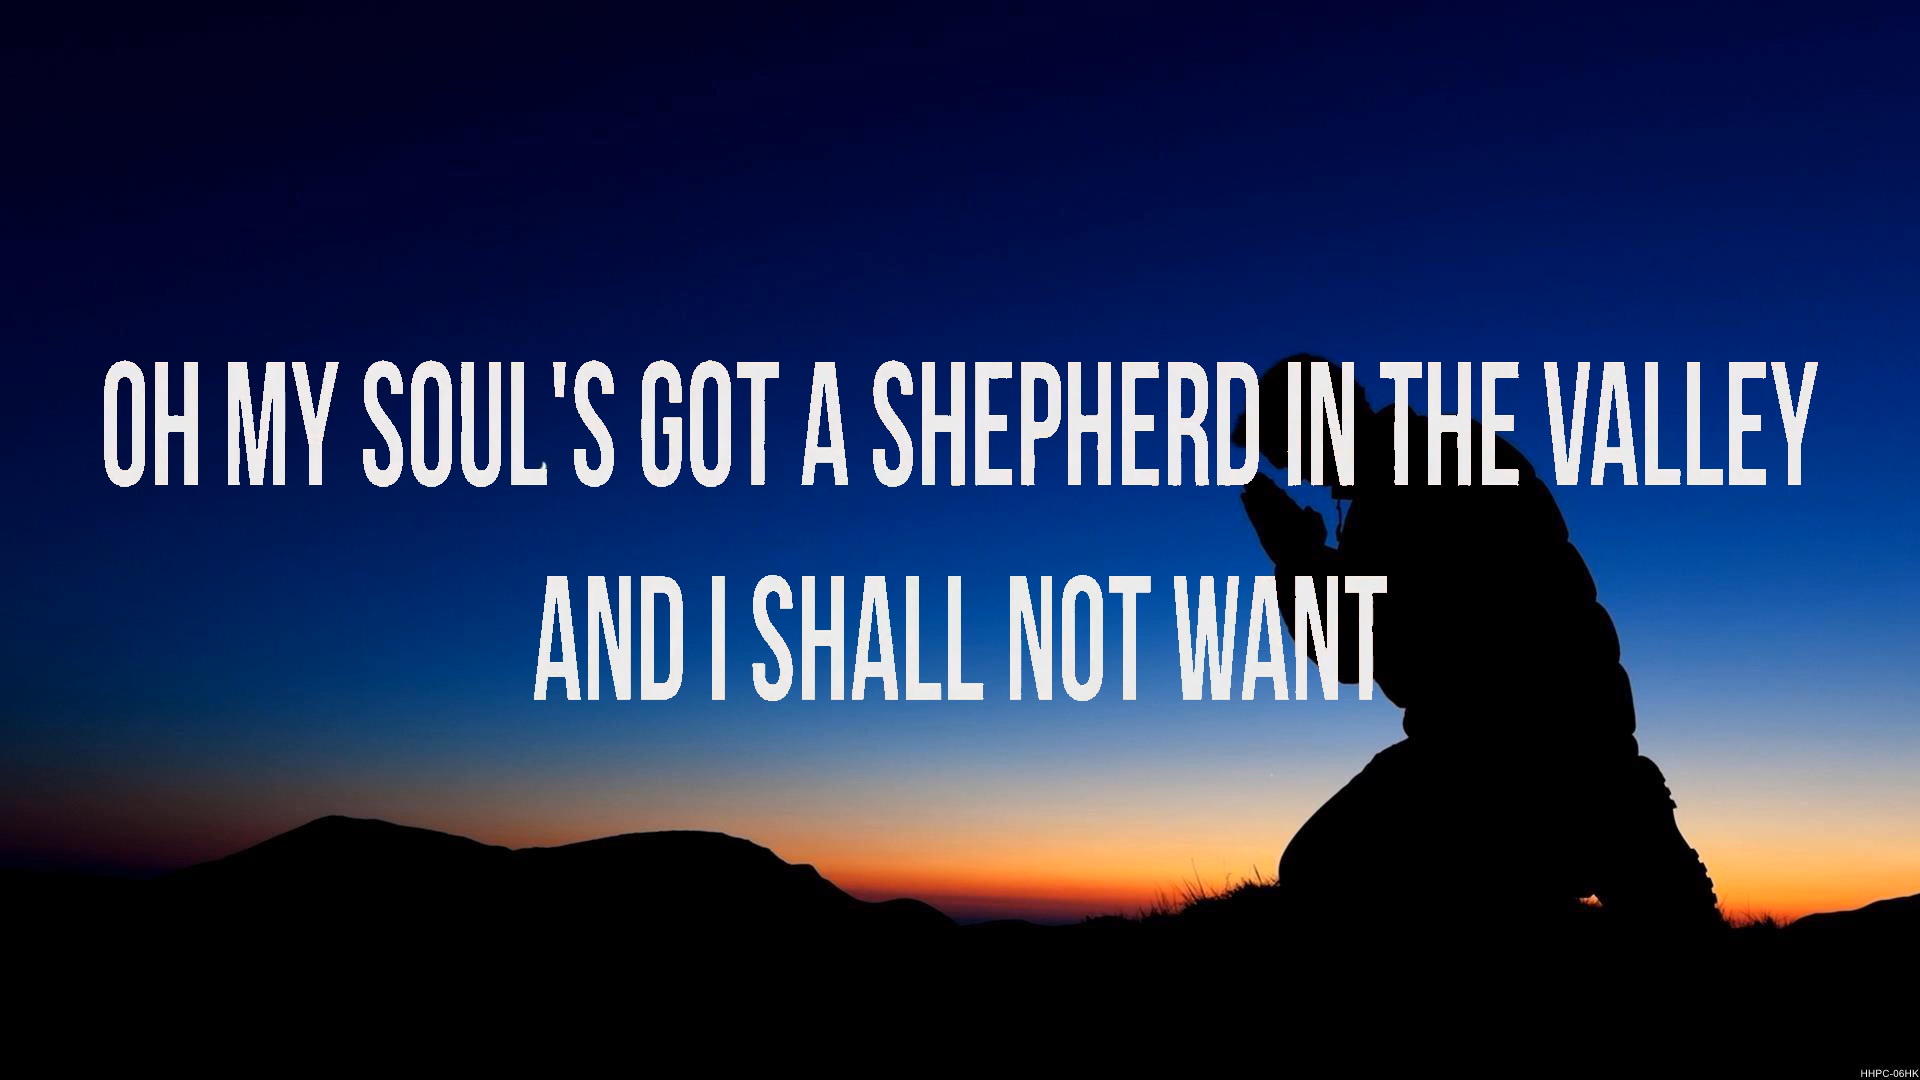 OH MY SOUL'S GOT A SHEPHERD IN THE VALLEY
AND I SHALL NOT WANT
HHPC-06HK